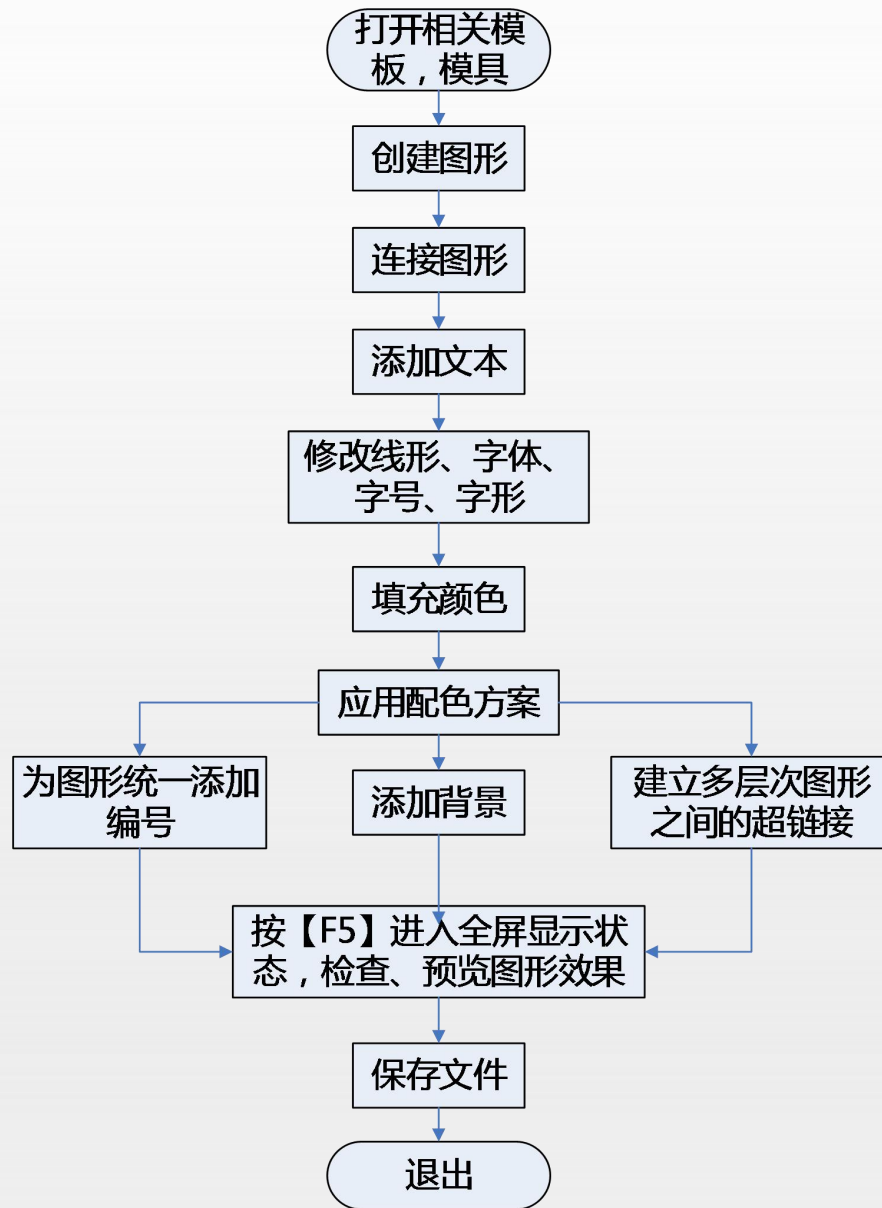 打开相关模
板，模具
创建图形
连接图形
添加文本
修改线形、字体、
字号、字形
填充颜色
应用配色方案
为图形统一添加
编号
添加背景
建立多层次图形
之间的超链接
按【F5】进入全屏显示状
态，检查、预览图形效果
保存文件
退出